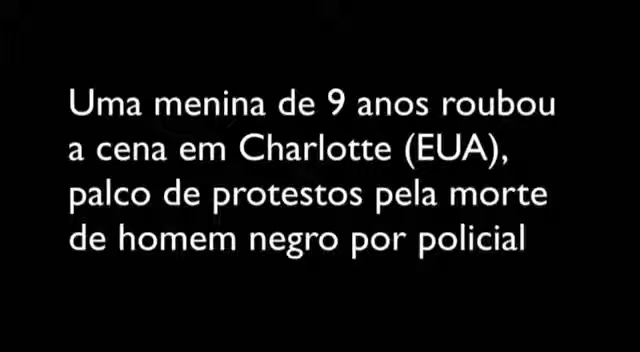 Uma menina de 9 anos roubou
a cena em Charlotte (EUA),
palco de protestos pela morte
de homem negro por policial